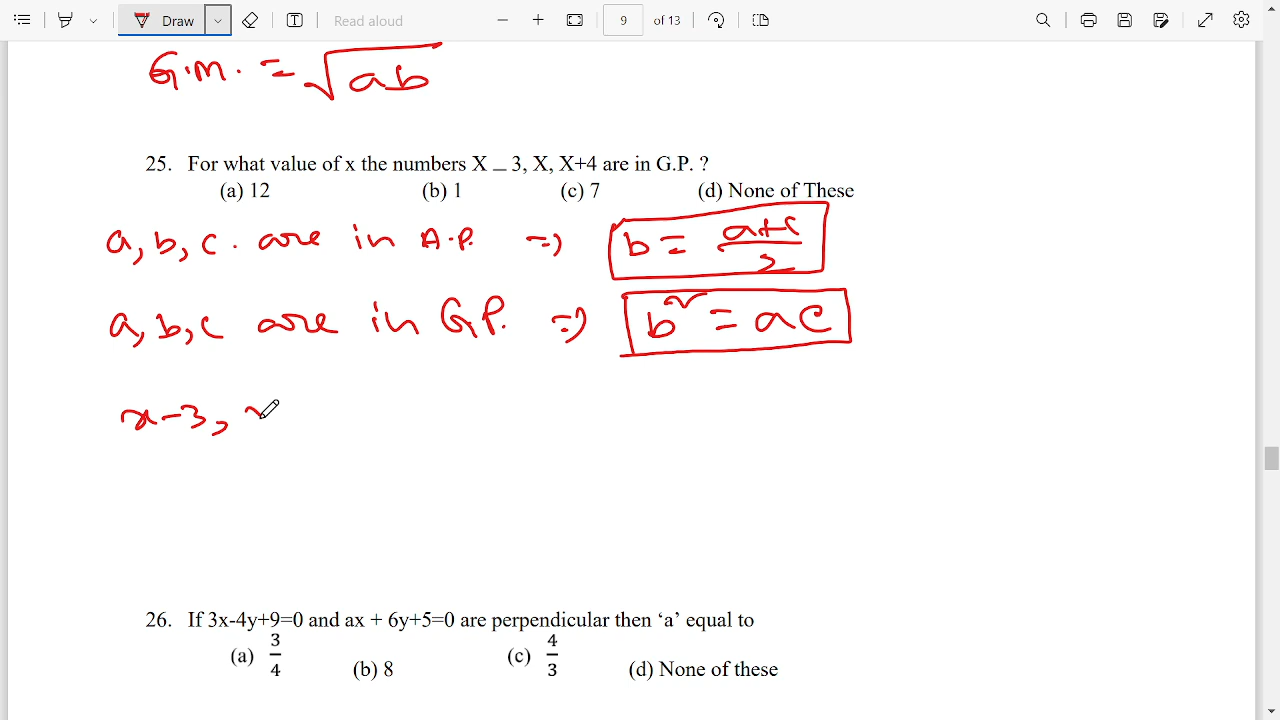 Draw
Read aloud
9 of 13
G.M. = √ab
25. For what value of x the numbers X – 3, X, X+4 are in G.P. ?
(a) 12 (b) 1 (c) 7 (d) None of These
a, b, c. are in A.P. => b = a+c/2
a, b, c are in G.P. => b² = ac
x-3,
26. If 3x-4y+9=0 and ax + 6y+5=0 are perpendicular then ‘a’ equal to
(a) 3/4 (b) 8 (c) 4/3 (d) None of these